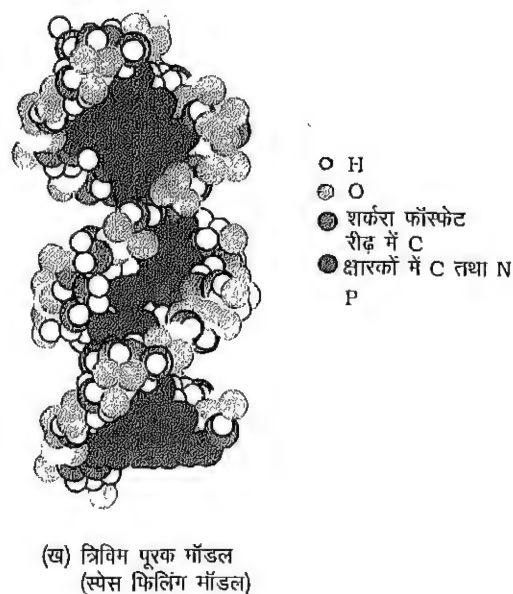 H
O
शर्करा फॉस्फेट
रीढ़ में C
क्षारकों में C तथा N
P
(ख) त्रिविम पूरक मॉडल
(स्पेस फिलिंग मॉडल)